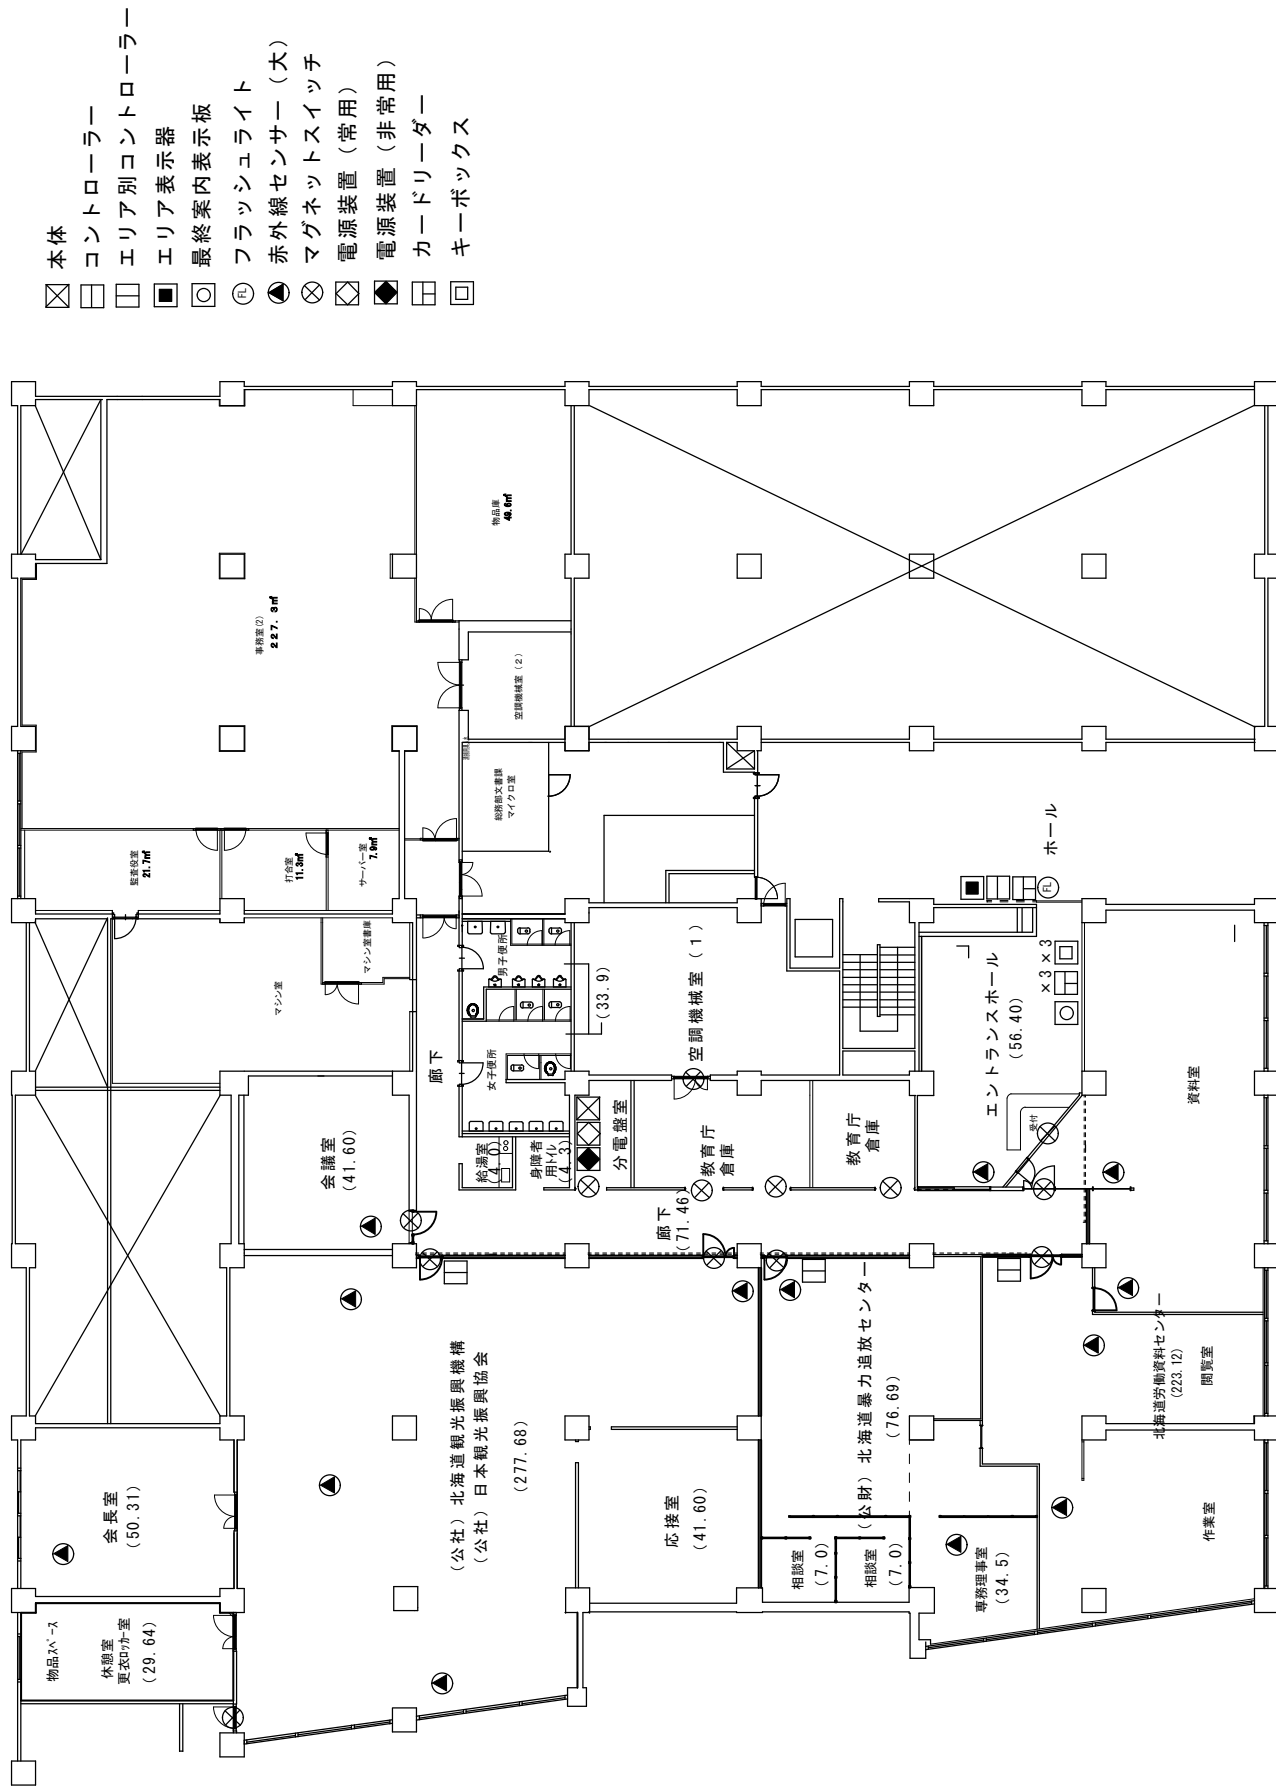 本体
コントローラー
エリア別コントローラー
エリア表示器
最終案内表示板
FL フラッシュライト
赤外線センサー（大）
マグネットスイッチ
電源装置（常用）
電源装置（非常用）
カードリーダー
キーボックス
事務室(2)
227.3㎡
物品庫
49.6㎡
空調機械室（2）
総務部文書課
マイクロ室
監査役室
21.7㎡
打合室
11.3㎡
サーバー室
7.9㎡
マシン室
マシン室書庫
廊下
男子便所
女子便所
(33.9)
空調機械室（1）
ホール
FL
エントランスホール
(56.40)
×3
×3
受付
資料室
会議室
(41.60)
給湯室
(4.0)
身障者
用トイレ
(4.3)
分電盤室
教育庁
倉庫
教育庁
倉庫
廊下
(71.46)
会長室
(50.31)
物品スペース
休憩室
更衣ロッカー室
(29.64)
(公社)北海道観光振興機構
(公社)日本観光振興協会
(277.68)
応接室
(41.60)
(公財)北海道暴力追放センター
(76.69)
相談室
(7.0)
相談室
(7.0)
専務理事室
(34.5)
北海道労働資料センター
(223.12)
閲覧室
作業室